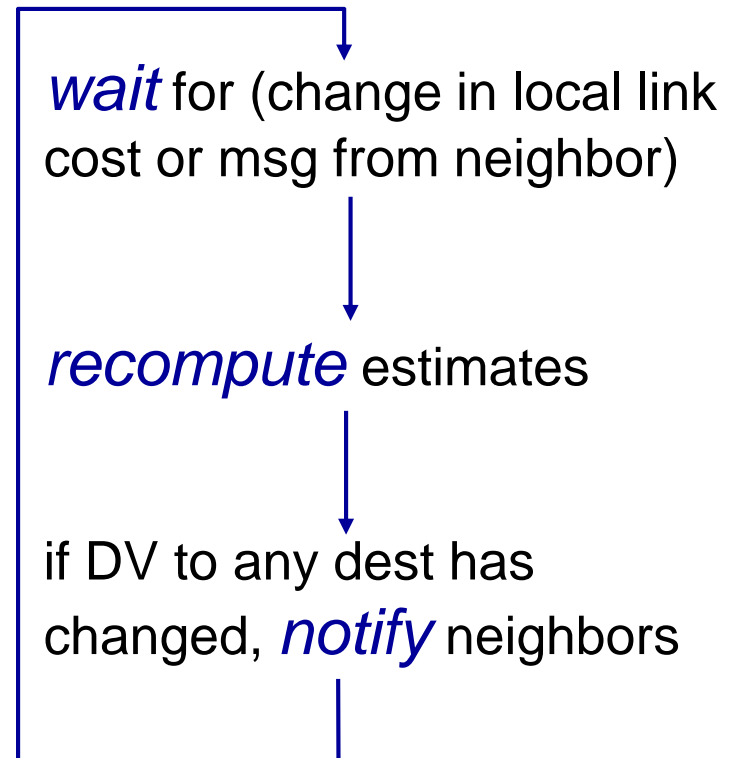 wait for (change in local link
cost or msg from neighbor)
recompute estimates
if DV to any dest has
changed, notify neighbors